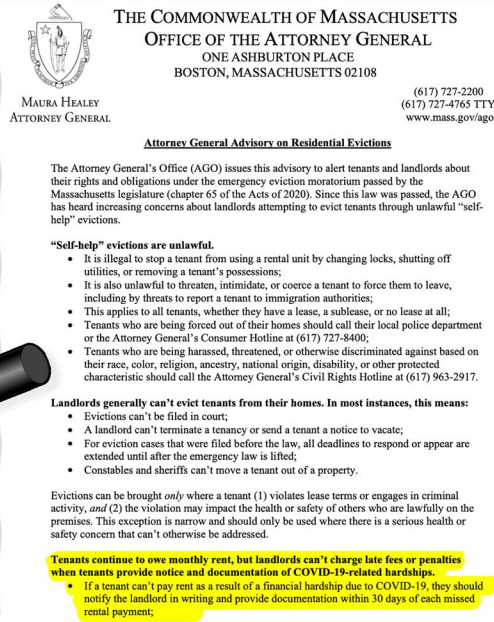 THE COMMONWEALTH OF MASSACHUSETTS
OFFICE OF THE ATTORNEY GENERAL
ONE ASHBURTON PLACE
BOSTON, MASSACHUSETTS 02108
MAURA HEALEY
ATTORNEY GENERAL
(617) 727-2200
(617) 727-4765 TTY
www.mass.gov/ago
Attorney General Advisory on Residential Evictions
The Attorney General's Office (AGO) issues this advisory to alert tenants and landlords about
their rights and obligations under the emergency eviction moratorium passed by the
Massachusetts legislature (chapter 65 of the Acts of 2020). Since this law was passed, the AGO
has heard increasing concerns about landlords attempting to evict tenants through unlawful "self-
help" evictions.
"Self-help" evictions are unlawful.
• It is illegal to stop a tenant from using a rental unit by changing locks, shutting off
utilities, or removing a tenant's possessions;
• It is also unlawful to threaten, intimidate, or coerce a tenant to force them to leave,
including by threats to report a tenant to immigration authorities;
• This applies to all tenants, whether they have a lease, a sublease, or no lease at all;
• Tenants who are being forced out of their homes should call their local police department
or the Attorney General's Consumer Hotline at (617) 727-8400;
• Tenants who are being harassed, threatened, or otherwise discriminated against based on
their race, color, religion, ancestry, national origin, disability, or other protected
characteristic should call the Attorney General's Civil Rights Hotline at (617) 963-2917.
Landlords generally can't evict tenants from their homes. In most instances, this means:
• Evictions can't be filed in court;
• A landlord can't terminate a tenancy or send a tenant a notice to vacate;
• For eviction cases that were filed before the law, all deadlines to respond or appear are
extended until after the emergency law is lifted;
• Constables and sheriffs can't move a tenant out of a property.
Evictions can be brought only where a tenant (1) violates lease terms or engages in criminal
activity, and (2) the violation may impact the health or safety of others who are lawfully on the
premises. This exception is narrow and should only be used where there is a serious health or
safety concern that can't otherwise be addressed.
Tenants continue to owe monthly rent, but landlords can't charge late fees or penalties
when tenants provide notice and documentation of COVID-19-related hardships.
• If a tenant can't pay rent as a result of a financial hardship due to COVID-19, they should
notify the landlord in writing and provide documentation within 30 days of each missed
rental payment;